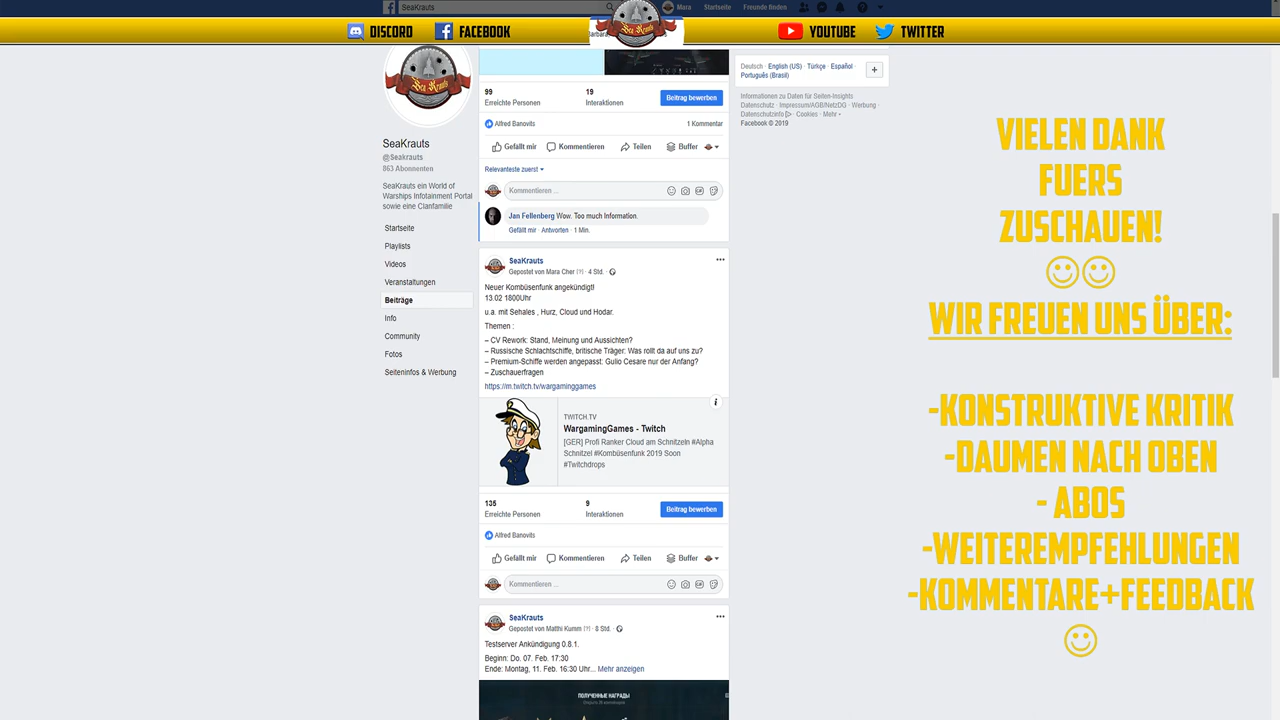 SeaKrauts
Mara Startseite Freunde finden
DISCORD FACEBOOK YOUTUBE TWITTER
Sea Krauts
SeaKrauts
@Seakrauts
863 Abonnenten
SeaKrauts ein World of
Warships Infotainment Portal
sowie eine Clanfamilie
Startseite
Playlists
Videos
Veranstaltungen
Beiträge
Info
Community
Fotos
Seiteninfos & Werbung
99 19
Erreichte Personen Interaktionen Beitrag bewerben
Alfred Banovits 1 Kommentar
Gefällt mir Kommentieren Teilen Buffer
Relevanteste zuerst
Kommentieren ...
Jan Fellenberg Wow. Too much Information.
Gefällt mir · Antworten · 1 Min.
SeaKrauts
Gepostet von Mara Cher [?] · 4 Std. ·
Neuer Kombüsenfunk angekündigt!
13.02 1800Uhr
u.a. mit Sehales , Hurz, Cloud und Hodar.
Themen :
– CV Rework: Stand, Meinung und Aussichten?
– Russische Schlachtschiffe, britische Träger: Was rollt da auf uns zu?
– Premium-Schiffe werden angepasst: Gulio Cesare nur der Anfang?
– Zuschauerfragen
https://m.twitch.tv/wargaminggames
TWITCH.TV
WargamingGames - Twitch
[GER] Profi Ranker Cloud am Schnitzeln #Alpha
Schnitzel #Kombüsenfunk 2019 Soon
#Twitchdrops
135 9
Erreichte Personen Interaktionen Beitrag bewerben
Alfred Banovits
Gefällt mir Kommentieren Teilen Buffer
Kommentieren ...
SeaKrauts
Gepostet von Matthi Kumm [?] · 8 Std. ·
Testserver Ankündigung 0.8.1.
Beginn: Do. 07. Feb. 17:30
Ende: Montag, 11. Feb. 16:30 Uhr... Mehr anzeigen
ПОЛУЧЕННЫЕ НАГРАДЫ
Deutsch · English (US) · Türkçe · Español ·
Português (Brasil)
Informationen zu Daten für Seiten-Insights ·
Datenschutz · Impressum/AGB/NetzDG · Werbung ·
Datenschutzinfo · Cookies · Mehr
Facebook © 2019
VIELEN DANK
FUERS
ZUSCHAUEN!
WIR FREUEN UNS ÜBER:
-KONSTRUKTIVE KRITIK
-DAUMEN NACH OBEN
- ABOS
-WEITEREMPFEHLUNGEN
-KOMMENTARE+FEEDBACK